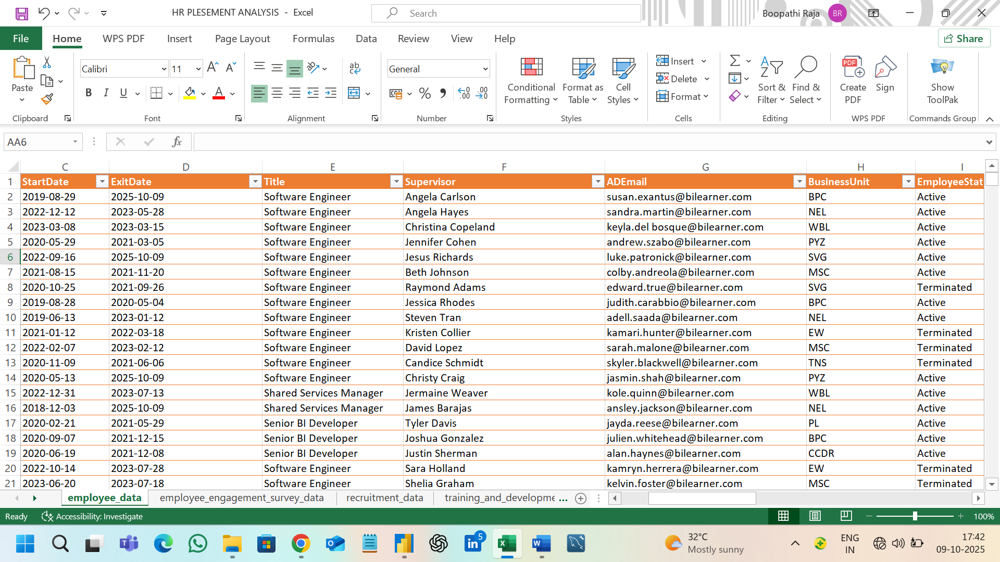 HR PLESEMENT ANALYSIS - Excel
Search
Boopathi Raja
BR
File
Home
WPS PDF
Insert
Page Layout
Formulas
Data
Review
View
Help
Share
Paste
Clipboard
Calibri
11
B I U
Font
ab
Alignment
General
Number
Conditional Formatting
Format as Table
Cell Styles
Styles
Insert
Delete
Format
Cells
Sort & Filter
Find & Select
Editing
Create PDF
Sign
WPS PDF
Show ToolPak
Commands Group
AA6
fx
C D E F G H I
1 StartDate ExitDate Title Supervisor ADEmail BusinessUnit EmployeeStat
2 2019-08-29 2025-10-09 Software Engineer Angela Carlson susan.exantus@bilearner.com BPC Active
3 2022-12-12 2023-05-28 Software Engineer Angela Hayes sandra.martin@bilearner.com NEL Active
4 2023-03-08 2023-03-15 Software Engineer Christina Copeland keyla.del bosque@bilearner.com WBL Active
5 2020-05-29 2021-03-05 Software Engineer Jennifer Cohen andrew.szabo@bilearner.com PYZ Active
6 2022-09-16 2025-10-09 Software Engineer Jesus Richards luke.patronick@bilearner.com SVG Active
7 2021-08-15 2021-11-20 Software Engineer Beth Johnson colby.andreola@bilearner.com MSC Active
8 2020-10-25 2021-09-26 Software Engineer Raymond Adams edward.true@bilearner.com SVG Terminated
9 2019-08-28 2020-05-04 Software Engineer Jessica Rhodes judith.carabbio@bilearner.com BPC Active
10 2019-06-13 2023-01-12 Software Engineer Steven Tran adell.saada@bilearner.com NEL Active
11 2021-01-12 2022-03-18 Software Engineer Kristen Collier kamari.hunter@bilearner.com EW Terminated
12 2022-02-07 2023-02-12 Software Engineer David Lopez sarah.malone@bilearner.com MSC Terminated
13 2020-11-09 2021-06-06 Software Engineer Candice Schmidt skyler.blackwell@bilearner.com TNS Terminated
14 2020-05-13 2025-10-09 Software Engineer Christy Craig jasmin.shah@bilearner.com PYZ Active
15 2022-12-31 2023-07-13 Shared Services Manager Jermaine Weaver kole.quinn@bilearner.com WBL Active
16 2018-12-03 2025-10-09 Shared Services Manager James Barajas ansley.jackson@bilearner.com NEL Active
17 2020-02-21 2021-05-29 Senior BI Developer Tyler Davis jayda.reese@bilearner.com PL Active
18 2020-09-07 2021-12-15 Senior BI Developer Joshua Gonzalez julien.whitehead@bilearner.com BPC Active
19 2020-06-19 2021-12-08 Senior BI Developer Justin Sherman alan.haynes@bilearner.com CCDR Active
20 2022-10-14 2023-07-28 Software Engineer Sara Holland kamryn.herrera@bilearner.com EW Terminated
21 2023-06-20 2023-07-18 Software Engineer Shelia Graham kelvin.foster@bilearner.com MSC Terminated
employee_data
employee_engagement_survey_data
recruitment_data
training_and_developme ...
Ready
Accessibility: Investigate
100%
5
32°C
Mostly sunny
ENG
IN
17:42
09-10-2025